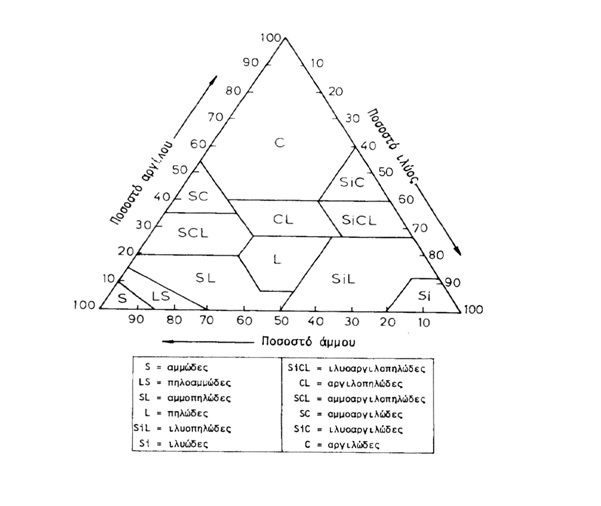 100
90 10
80 20
70 30
Ποσοστό αργίλου
Ποσοστό ιλύος
60 C 40
50 50
40 SC SiC 60
30 SCL CL SiCL 70
20 L 80
10 S LS SL SiL Si 90
100 90 80 70 60 50 40 30 20 10 100
Ποσοστό άμμου
S = αμμώδες
LS = πηλοαμμώδες
SL = αμμοπηλώδες
L = πηλώδες
SiL = ιλυοπηλώδες
Si = ιλυώδες
SiCL = ιλυοαργιλοπηλώδες
CL = αργιλοπηλώδες
SCL = αμμοαργιλοπηλώδες
SC = αμμοαργιλώδες
SiC = ιλυοαργιλώδες
C = αργιλώδες